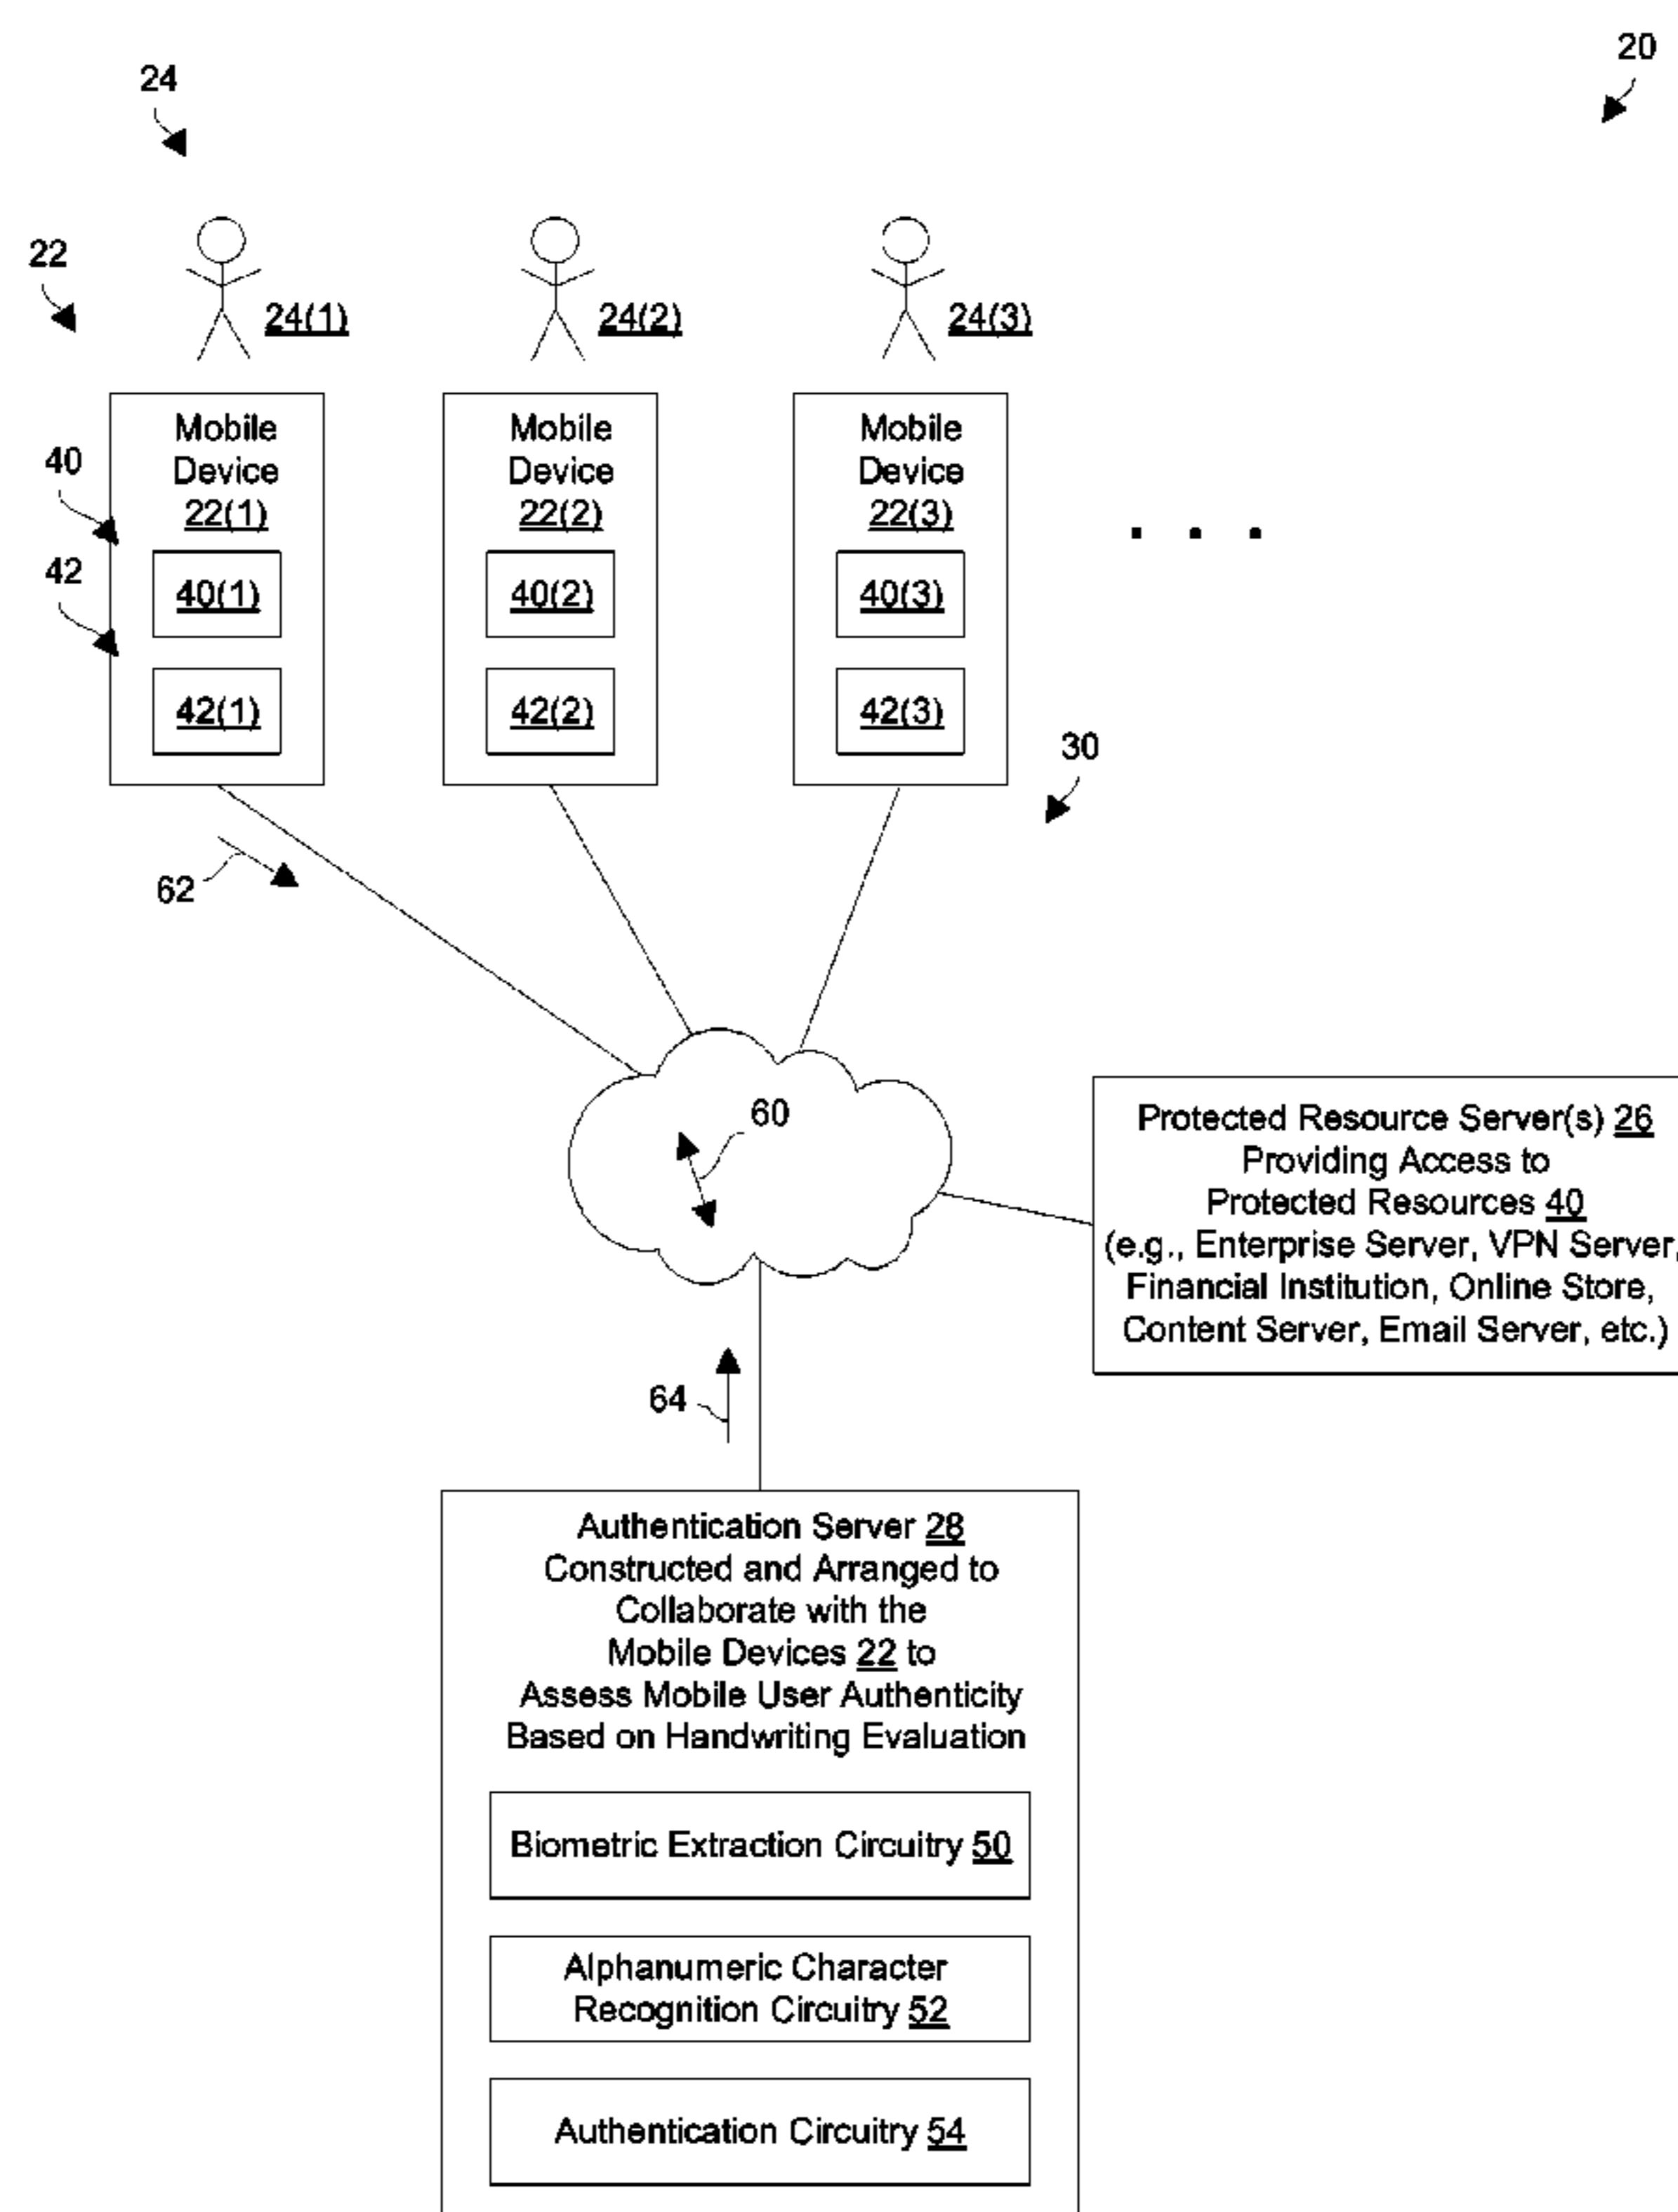 20
24
22
24(1)
24(2)
24(3)
Mobile
Device
22(1)
40(1)
42(1)
Mobile
Device
22(2)
40(2)
42(2)
Mobile
Device
22(3)
40(3)
42(3)
. . .
40
42
30
62
60
Protected Resource Server(s) 26
Providing Access to
Protected Resources 40
(e.g., Enterprise Server, VPN Server,
Financial Institution, Online Store,
Content Server, Email Server, etc.)
64
Authentication Server 28
Constructed and Arranged to
Collaborate with the
Mobile Devices 22 to
Assess Mobile User Authenticity
Based on Handwriting Evaluation
Biometric Extraction Circuitry 50
Alphanumeric Character
Recognition Circuitry 52
Authentication Circuitry 54